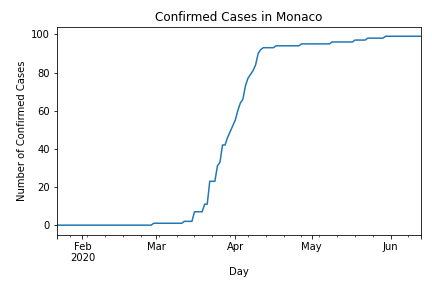 Confirmed Cases in Monaco
Number of Confirmed Cases
100
80
60
40
20
0
Feb Mar Apr May Jun
2020
Day